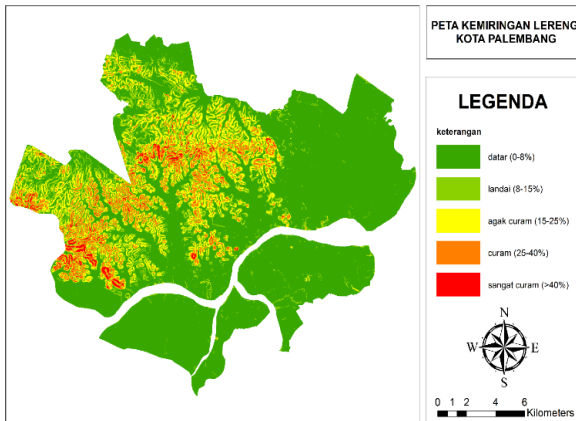 PETA KEMIRINGAN LERENG
KOTA PALEMBANG
LEGENDA
keterangan
datar (0-8%)
landai (8-15%)
agak curam (15-25%)
curam (25-40%)
sangat curam (>40%)
N
W E
S
0 1 2 4 6
Kilometers